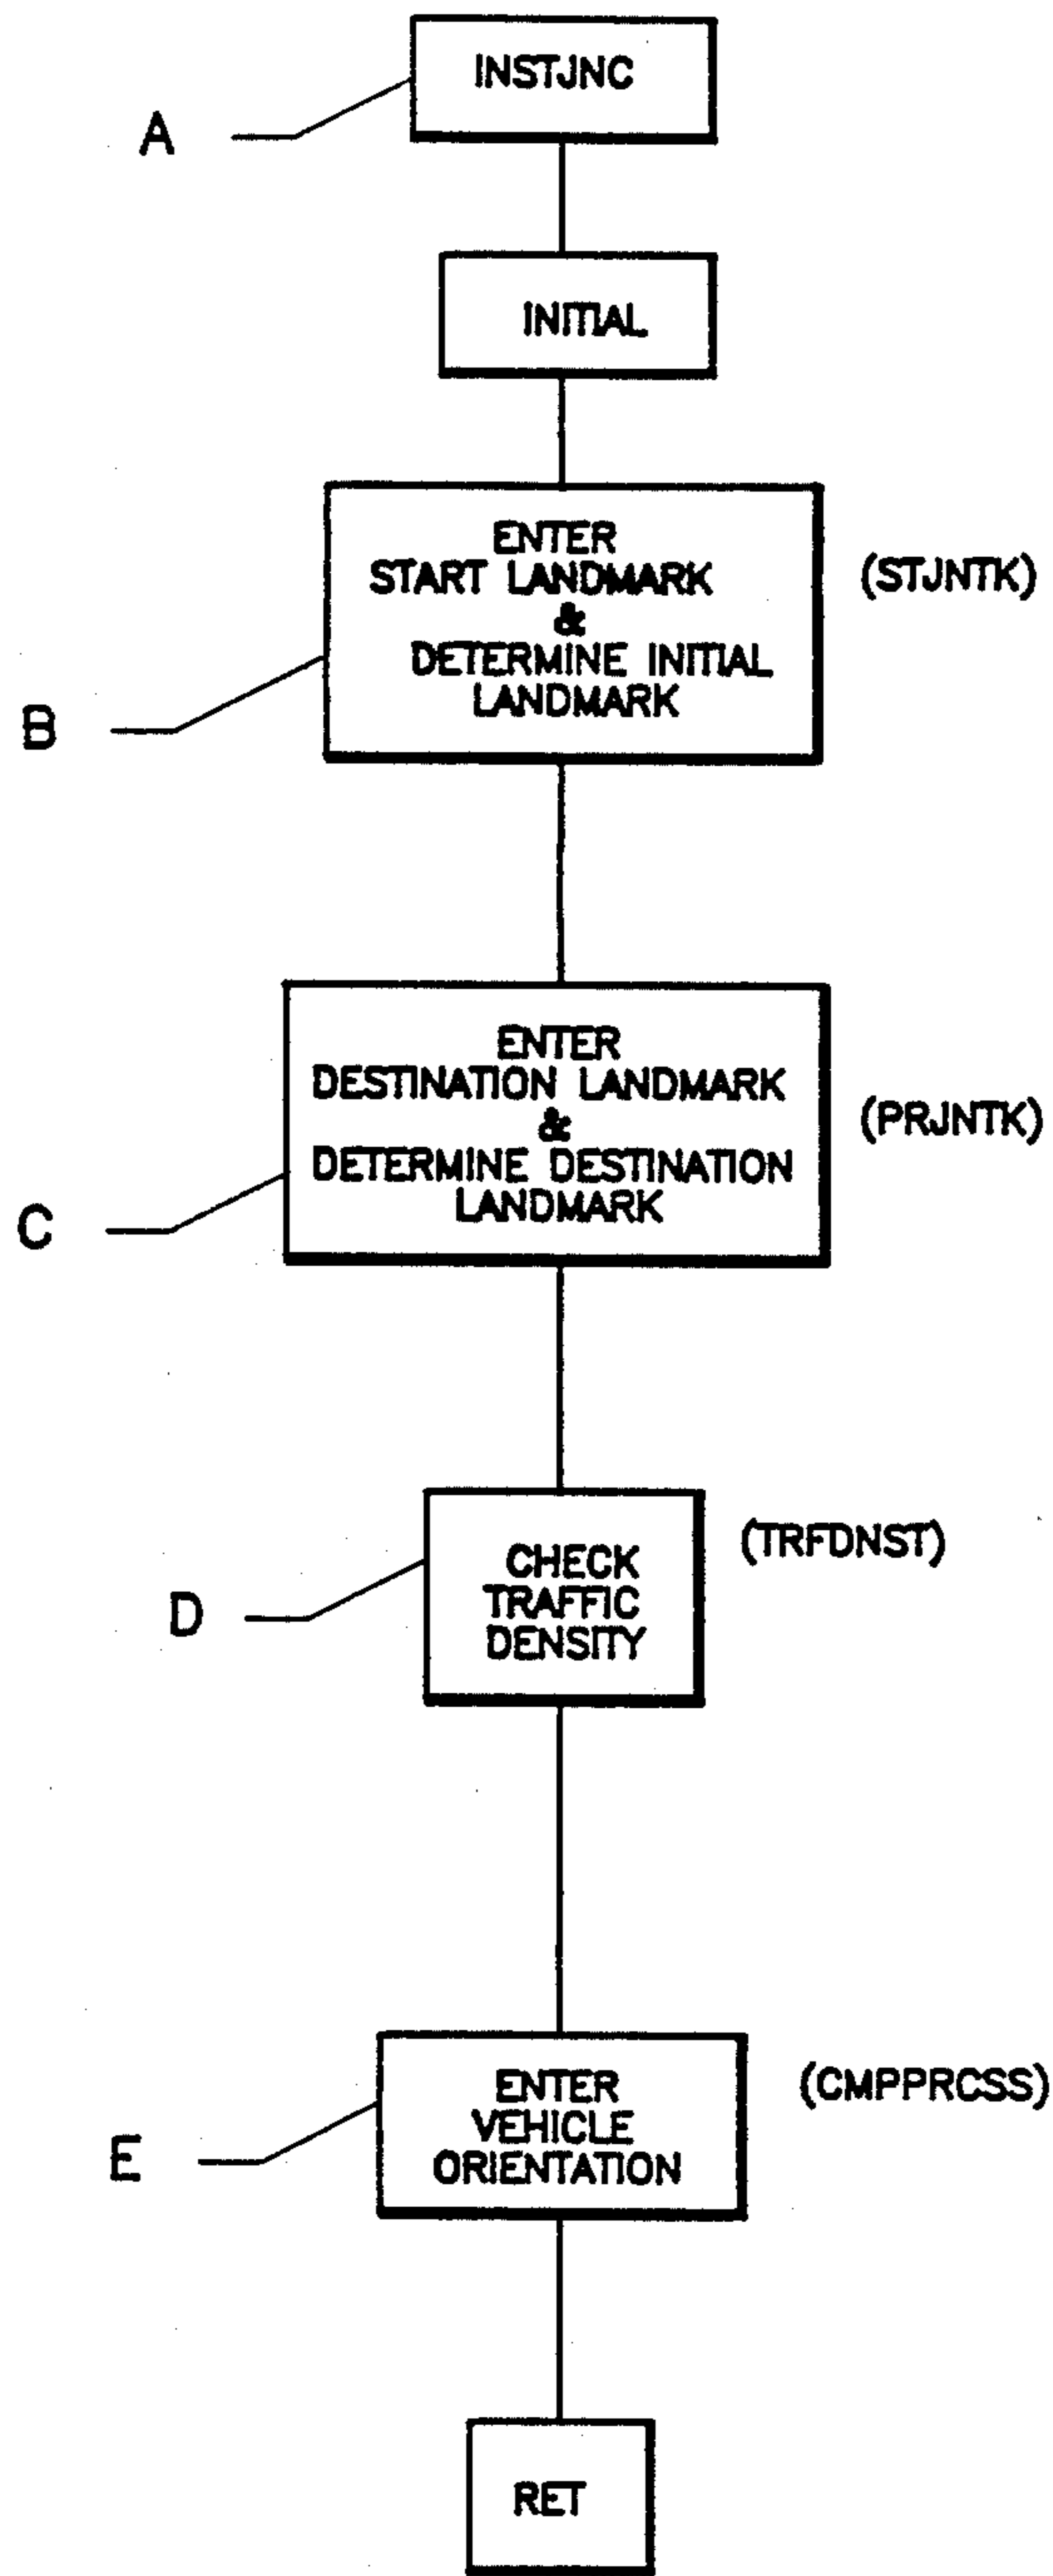 INSTJNC
A
INITIAL
ENTER
START LANDMARK
&
DETERMINE INITIAL
LANDMARK
(STJNTK)
B
ENTER
DESTINATION LANDMARK
&
DETERMINE DESTINATION
LANDMARK
(PRJNTK)
C
CHECK
TRAFFIC
DENSITY
(TRFDNST)
D
ENTER
VEHICLE
ORIENTATION
(CMPPRCSS)
E
RET